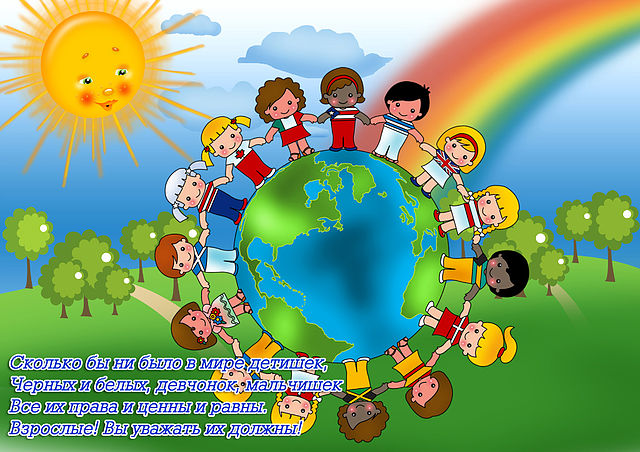 Сколько бы ни было в мире детишек,
Черных и белых, девчонок, мальчишек
Все их права и ценны и равны.
Взрослые! Вы уважать их должны!